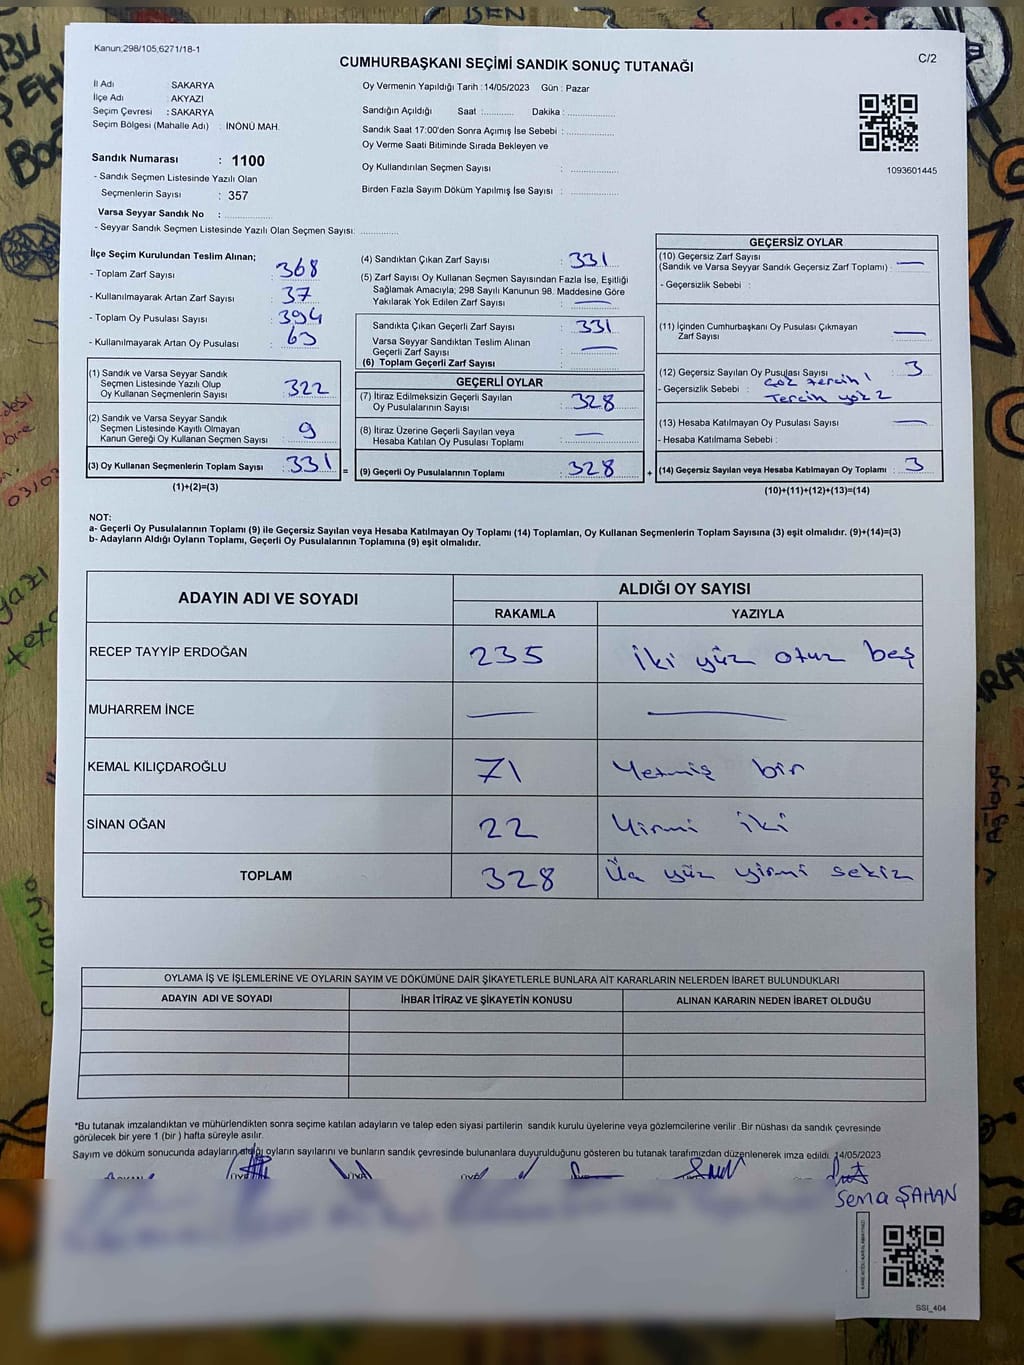 Kanun;298/105,6271/18-1
C/2
CUMHURBAŞKANI SEÇİMİ SANDIK SONUÇ TUTANAĞI
İl Adı : SAKARYA
İlçe Adı : AKYAZI
Seçim Çevresi : SAKARYA
Seçim Bölgesi (Mahalle Adı) : İNÖNÜ MAH.
Oy Vermenin Yapıldığı Tarih : 14/05/2023 Gün : Pazar
Sandığın Açıldığı Saat :............ Dakika : ..................
Sandık Saat 17:00'den Sonra Açımış İse Sebebi : ..................
Oy Verme Saati Bitiminde Sırada Bekleyen ve
Oy Kullandırılan Seçmen Sayısı : ..................
Birden Fazla Sayım Döküm Yapılmış İse Sayısı : ..................
1093601445
Sandık Numarası : 1100
- Sandık Seçmen Listesinde Yazılı Olan
Seçmenlerin Sayısı : 357
Varsa Seyyar Sandık No : ..................
- Seyyar Sandık Seçmen Listesinde Yazılı Olan Seçmen Sayısı: ..............
İlçe Seçim Kurulundan Teslim Alınan;
- Toplam Zarf Sayısı : 368
- Kullanılmayarak Artan Zarf Sayısı : 37
- Toplam Oy Pusulası Sayısı : 394
- Kullanılmayarak Artan Oy Pusulası : 63
(1) Sandık ve Varsa Seyyar Sandık
Seçmen Listesinde Yazılı Olup
Oy Kullanan Seçmenlerin Sayısı : 322
(2) Sandık ve Varsa Seyyar Sandık
Seçmen Listesinde Kayıtlı Olmayan
Kanun Gereği Oy Kullanan Seçmen Sayısı : 9
(3) Oy Kullanan Seçmenlerin Toplam Sayısı : 331 =
(1)+(2)=(3)
(4) Sandıktan Çıkan Zarf Sayısı : 331
(5) Zarf Sayısı Oy Kullanan Seçmen Sayısından Fazla İse, Eşitliği
Sağlamak Amacıyla; 298 Sayılı Kanunun 98. Maddesine Göre
Yakılarak Yok Edilen Zarf Sayısı : —
Sandıkta Çıkan Geçerli Zarf Sayısı : 331
Varsa Seyyar Sandıktan Teslim Alınan
Geçerli Zarf Sayısı : —
(6) Toplam Geçerli Zarf Sayısı :
GEÇERLİ OYLAR
(7) İtiraz Edilmeksizin Geçerli Sayılan
Oy Pusulalarının Sayısı : 328
(8) İtiraz Üzerine Geçerli Sayılan veya
Hesaba Katılan Oy Pusulası Toplamı : —
(9) Geçerli Oy Pusulalarının Toplamı : 328 +
GEÇERSİZ OYLAR
(10) Geçersiz Zarf Sayısı
(Sandık ve Varsa Seyyar Sandık Geçersiz Zarf Toplamı) : —
- Geçersizlik Sebebi :
(11) İçinden Cumhurbaşkanı Oy Pusulası Çıkmayan
Zarf Sayısı : —
(12) Geçersiz Sayılan Oy Pusulası Sayısı : 3
- Geçersizlik Sebebi : Çok tercih 1
Tercih yok 2
(13) Hesaba Katılmayan Oy Pusulası Sayısı : —
- Hesaba Katılmama Sebebi :
(14) Geçersiz Sayılan veya Hesaba Katılmayan Oy Toplamı : 3
(10)+(11)+(12)+(13)=(14)
NOT:
a- Geçerli Oy Pusulalarının Toplamı (9) ile Geçersiz Sayılan veya Hesaba Katılmayan Oy Toplamı (14) Toplamları, Oy Kullanan Seçmenlerin Toplam Sayısına (3) eşit olmalıdır. (9)+(14)=(3)
b- Adayların Aldığı Oyların Toplamı, Geçerli Oy Pusulalarının Toplamına (9) eşit olmalıdır.
ADAYIN ADI VE SOYADI
ALDIĞI OY SAYISI
RAKAMLA YAZIYLA
RECEP TAYYİP ERDOĞAN 235 iki yüz otuz beş
MUHARREM İNCE — —
KEMAL KILIÇDAROĞLU 71 Yetmiş bir
SİNAN OĞAN 22 Yirmi iki
TOPLAM 328 Üç yüz yirmi sekiz
OYLAMA İŞ VE İŞLEMLERİNE VE OYLARIN SAYIM VE DÖKÜMÜNE DAİR ŞİKAYETLERLE BUNLARA AİT KARARLARIN NELERDEN İBARET BULUNDUKLARI
ADAYIN ADI VE SOYADI İHBAR İTİRAZ VE ŞİKAYETİN KONUSU ALINAN KARARIN NEDEN İBARET OLDUĞU
*Bu tutanak imzalandıktan ve mühürlendikten sonra seçime katılan adayların ve talep eden siyasi partilerin sandık kurulu üyelerine veya gözlemcilerine verilir .Bir nüshası da sandık çevresinde
görülecek bir yere 1 (bir ) hafta süreyle asılır.
Sayım ve döküm sonucunda adayların aldığı oyların sayılarını ve bunların sandık çevresinde bulunanlara duyurulduğunu gösteren bu tutanak tarafımızdan düzenlenerek imza edildi. 14/05/2023
Sema ŞAHAN
SSI_404